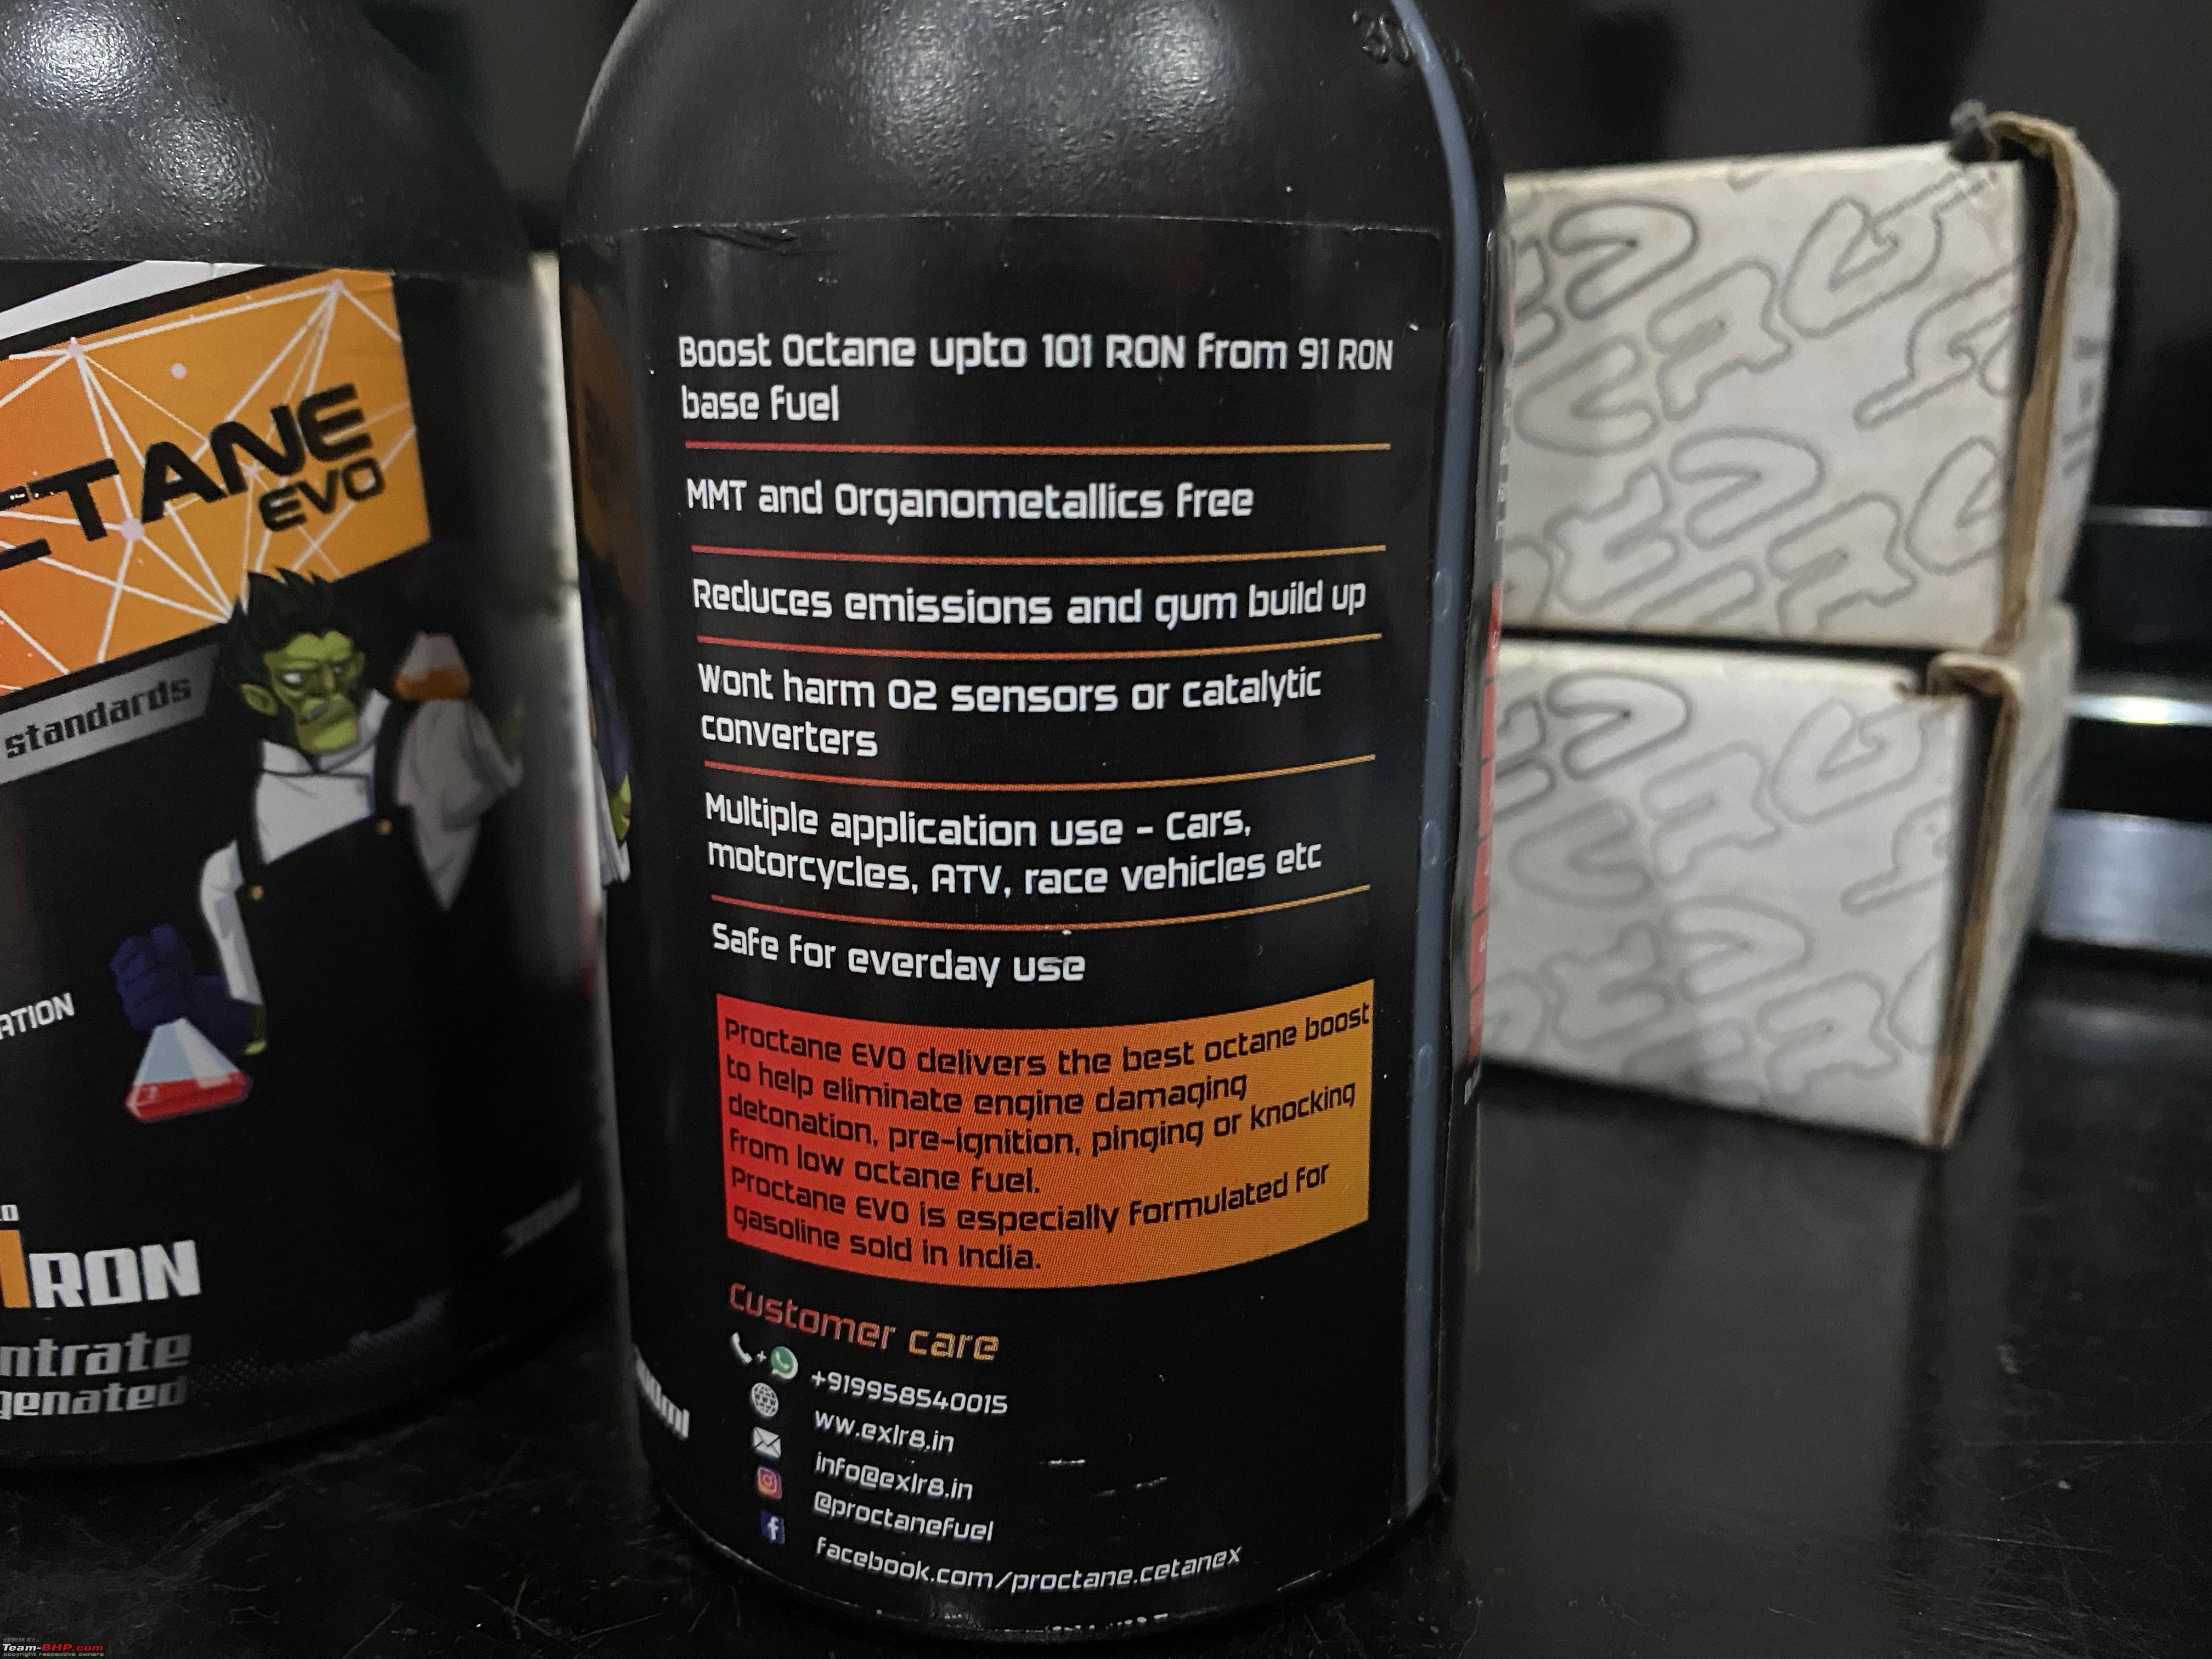 CTANE
EVO
standards
ATION
RON
ntrate
genated
Boost Octane upto 101 RON from 91 RON
base fuel
MMT and Organometallics free
Reduces emissions and gum build up
Wont harm O2 sensors or catalytic
converters
Multiple application use - Cars,
motorcycles, ATV, race vehicles etc
Safe for everday use
Proctane EVO delivers the best octane boost
to help eliminate engine damaging
detonation, pre-ignition, pinging or knocking
from low octane fuel.
Proctane EVO is especially formulated for
gasoline sold in India.
Customer care
+919958540015
ww.exlr8.in
info@exlr8.in
@proctanefuel
facebook.com/proctane.cetanex
Team-BHP.com
copyright respective owners